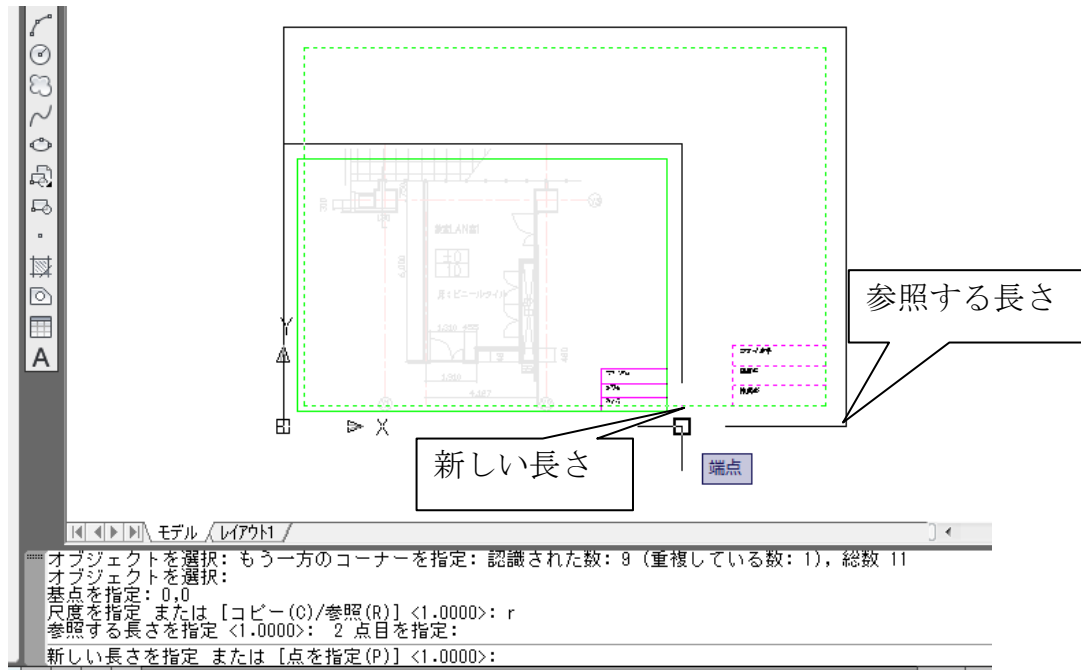 参照する長さ
Y
X
新しい長さ
端点
A
モデル
レイアウト1
オブジェクトを選択: もう一方のコーナーを指定: 認識された数: 9 (重複している数: 1), 総数 11
オブジェクトを選択:
基点を指定: 0,0
尺度を指定 または [コピー(C)/参照(R)] <1.0000>: r
参照する長さを指定 <1.0000>: 2 点目を指定:
新しい長さを指定 または [点を指定(P)] <1.0000>: